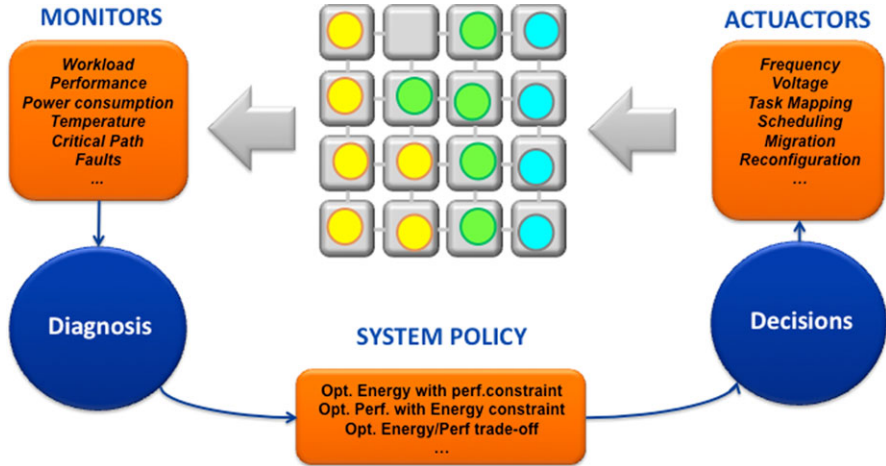 MONITORS
Workload
Performance
Power consumption
Temperature
Critical Path
Faults
...
ACTUACTORS
Frequency
Voltage
Task Mapping
Scheduling
Migration
Reconfiguration
...
Diagnosis
SYSTEM POLICY
Opt. Energy with perf.constraint
Opt. Perf. with Energy constraint
Opt. Energy/Perf trade-off
...
Decisions